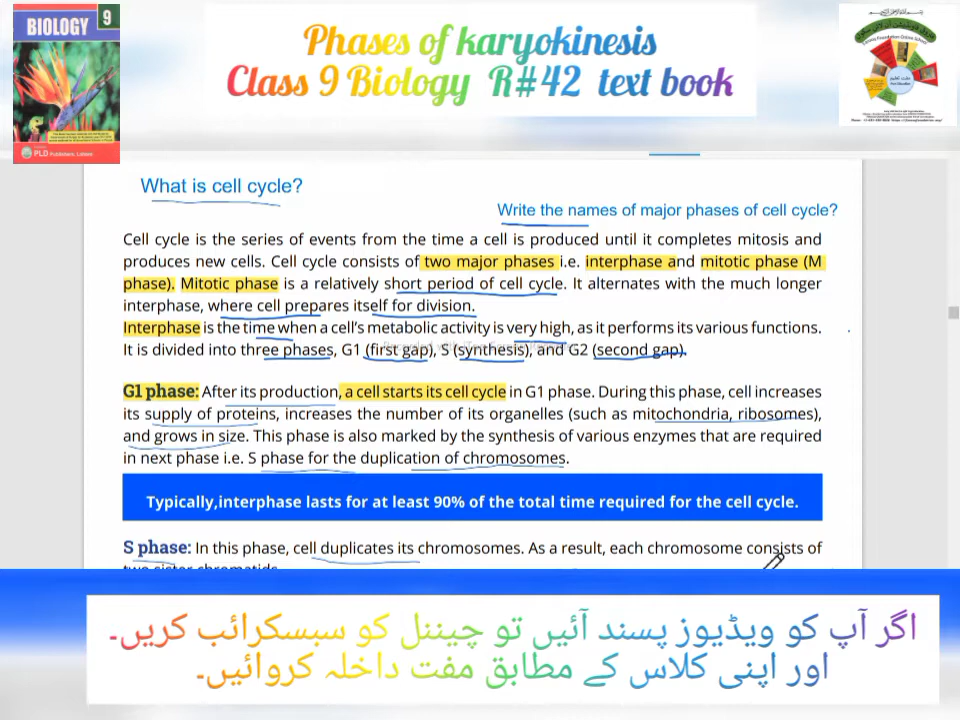 BIOLOGY 9
PLD Publishers, Lahore
Phases of karyokinesis
Class 9 Biology R#42 text book
What is cell cycle?
Write the names of major phases of cell cycle?
Cell cycle is the series of events from the time a cell is produced until it completes mitosis and
produces new cells. Cell cycle consists of two major phases i.e. interphase and mitotic phase (M
phase). Mitotic phase is a relatively short period of cell cycle. It alternates with the much longer
interphase, where cell prepares itself for division.
Interphase is the time when a cell's metabolic activity is very high, as it performs its various functions.
It is divided into three phases, G1 (first gap), S (synthesis), and G2 (second gap).
G1 phase: After its production, a cell starts its cell cycle in G1 phase. During this phase, cell increases
its supply of proteins, increases the number of its organelles (such as mitochondria, ribosomes),
and grows in size. This phase is also marked by the synthesis of various enzymes that are required
in next phase i.e. S phase for the duplication of chromosomes.
Typically,interphase lasts for at least 90% of the total time required for the cell cycle.
S phase: In this phase, cell duplicates its chromosomes. As a result, each chromosome consists of
two sister chromatids.
اگر آپ کو ویڈیوز پسند آئیں تو چیننل کو سبسکرائب کریں۔
اور اپنی کلاس کے مطابق مفت داخلہ کروائیں۔